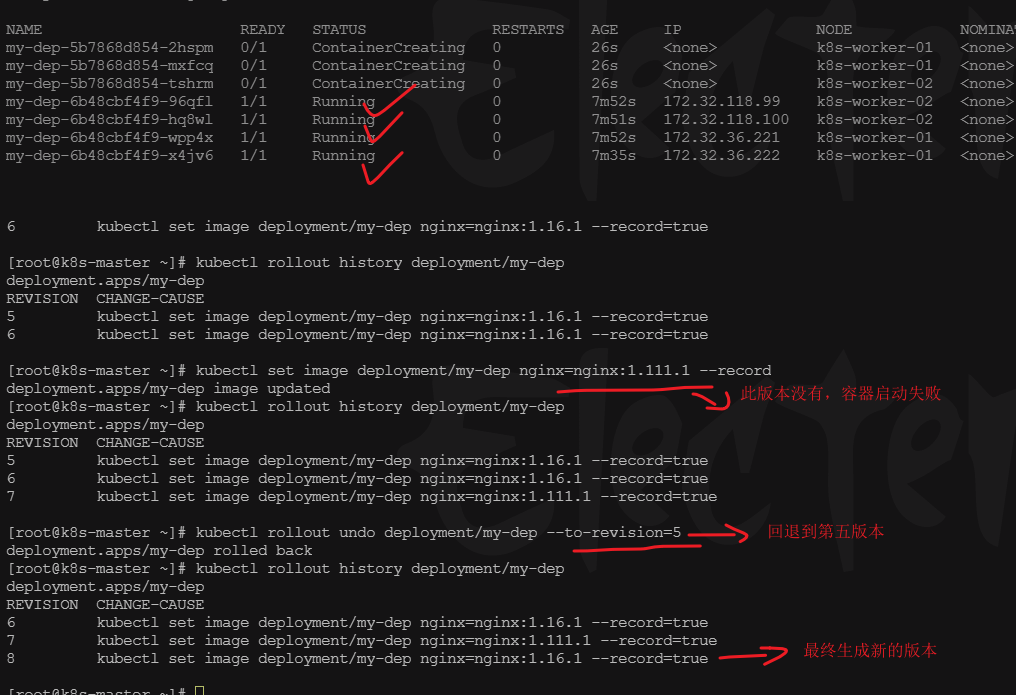 NAME READY STATUS RESTARTS AGE IP NODE NOMINA
my-dep-5b7868d854-2hspm 0/1 ContainerCreating 0 26s <none> k8s-worker-01 <none>
my-dep-5b7868d854-mxfcq 0/1 ContainerCreating 0 26s <none> k8s-worker-01 <none>
my-dep-5b7868d854-tshrm 0/1 ContainerCreating 0 26s <none> k8s-worker-02 <none>
my-dep-6b48cbf4f9-96qfl 1/1 Running 0 7m52s 172.32.118.99 k8s-worker-02 <none>
my-dep-6b48cbf4f9-hq8wl 1/1 Running 0 7m51s 172.32.118.100 k8s-worker-02 <none>
my-dep-6b48cbf4f9-wpp4x 1/1 Running 0 7m52s 172.32.36.221 k8s-worker-01 <none>
my-dep-6b48cbf4f9-x4jv6 1/1 Running 0 7m35s 172.32.36.222 k8s-worker-01 <none>
6 kubectl set image deployment/my-dep nginx=nginx:1.16.1 --record=true
[root@k8s-master ~]# kubectl rollout history deployment/my-dep
deployment.apps/my-dep
REVISION CHANGE-CAUSE
5 kubectl set image deployment/my-dep nginx=nginx:1.16.1 --record=true
6 kubectl set image deployment/my-dep nginx=nginx:1.16.1 --record=true
[root@k8s-master ~]# kubectl set image deployment/my-dep nginx=nginx:1.111.1 --record
deployment.apps/my-dep image updated
此版本没有，容器启动失败
[root@k8s-master ~]# kubectl rollout history deployment/my-dep
deployment.apps/my-dep
REVISION CHANGE-CAUSE
5 kubectl set image deployment/my-dep nginx=nginx:1.16.1 --record=true
6 kubectl set image deployment/my-dep nginx=nginx:1.16.1 --record=true
7 kubectl set image deployment/my-dep nginx=nginx:1.111.1 --record=true
[root@k8s-master ~]# kubectl rollout undo deployment/my-dep --to-revision=5 回退到第五版本
deployment.apps/my-dep rolled back
[root@k8s-master ~]# kubectl rollout history deployment/my-dep
deployment.apps/my-dep
REVISION CHANGE-CAUSE
6 kubectl set image deployment/my-dep nginx=nginx:1.16.1 --record=true
7 kubectl set image deployment/my-dep nginx=nginx:1.111.1 --record=true
8 kubectl set image deployment/my-dep nginx=nginx:1.16.1 --record=true 最终生成新的版本
[root@k8s-master ~]#